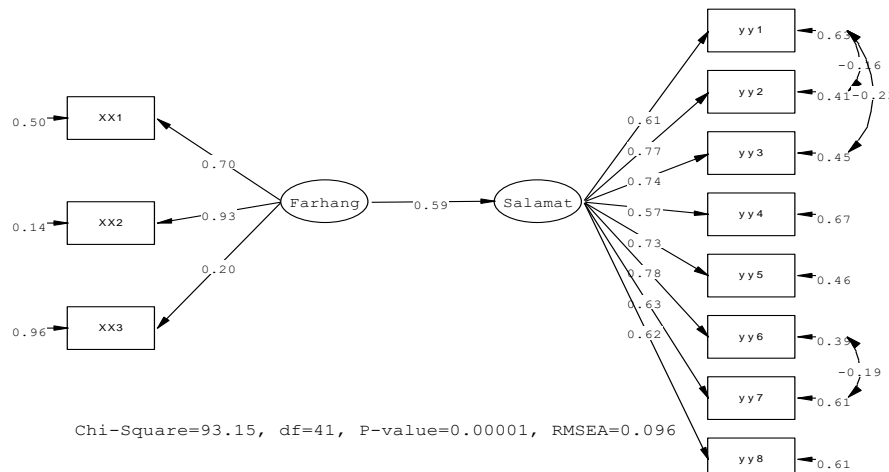 yy1
0.63
-0.16
yy2
0.41
XX1
0.50
0.61
yy3
0.45
0.70
0.77
0.74
Farhang
0.59
Salamat
0.57
yy4
0.67
XX2
0.14
0.93
0.73
yy5
0.46
0.20
0.78
0.63
XX3
0.96
0.62
yy6
0.39
-0.19
yy7
0.61
Chi-Square=93.15, df=41, P-value=0.00001, RMSEA=0.096
yy8
0.61